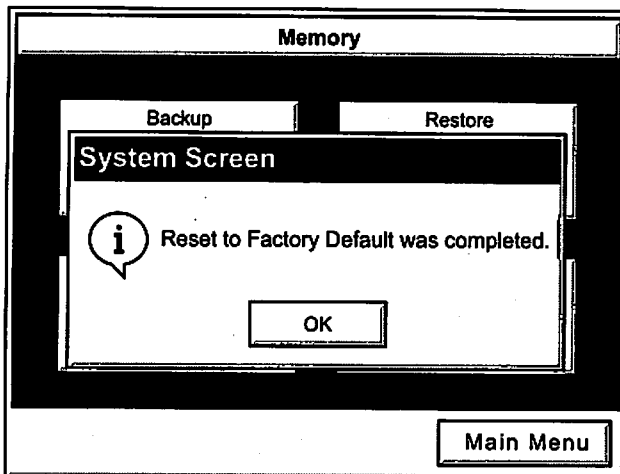 Memory
Backup
Restore
System Screen
i
Reset to Factory Default was completed.
OK
Main Menu